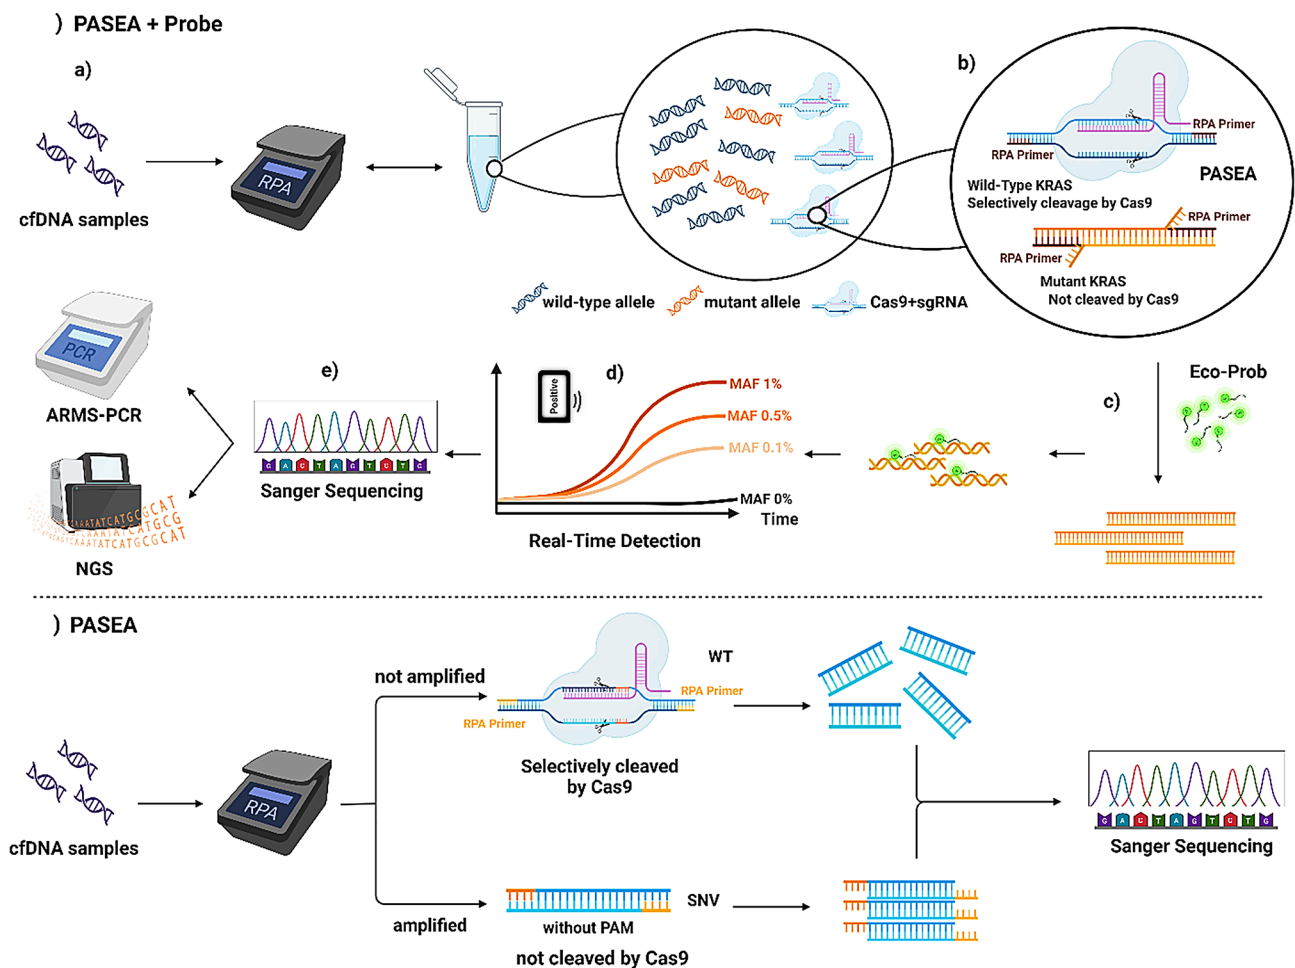 ) PASEA + Probe
a)
b)
RPA
cfDNA samples
RPA Primer
RPA Primer
PASEA
Wild-Type KRAS
Selectively cleavage by Cas9
RPA Primer
RPA Primer
Mutant KRAS
Not cleaved by Cas9
wild-type allele
mutant allele
Cas9+sgRNA
PCR
ARMS-PCR
e)
G A C T A G T C T G
Sanger Sequencing
d)
Positive
MAF 1%
MAF 0.5%
MAF 0.1%
MAF 0%
Time
Real-Time Detection
c)
Eco-Prob
AATATCATGCGCAT
AATATCATGCG
AATATCATGCGCAT
NGS
) PASEA
not amplified
WT
RPA Primer
RPA Primer
Selectively cleaved
by Cas9
cfDNA samples
RPA
G A C T A G T C T G
Sanger Sequencing
amplified
SNV
without PAM
not cleaved by Cas9